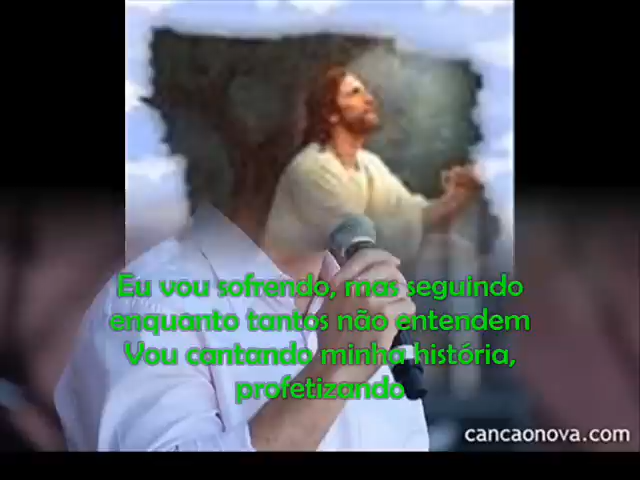 Eu vou sofrendo, mas seguindo
enquanto tantos não entendem
Vou cantando minha história,
profetizando
cancaonova.com